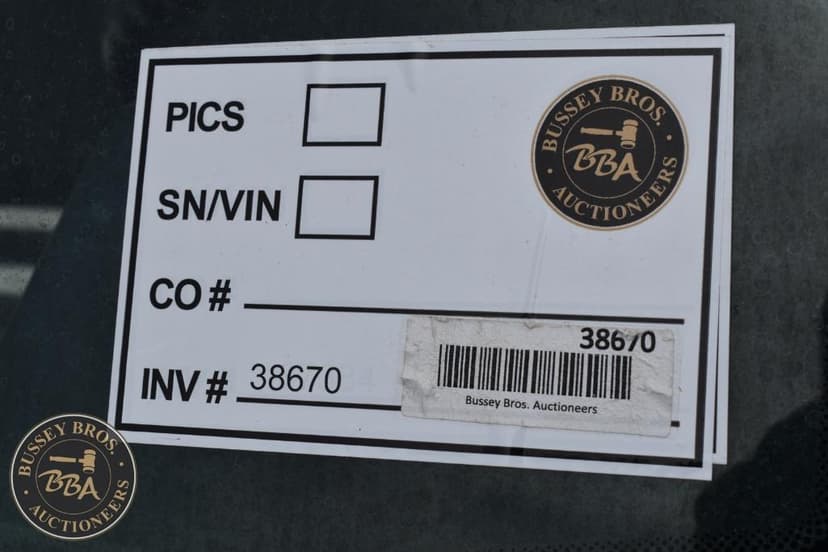 PICS
BUSSEY BROS.
BBA
AUCTIONEERS
SN/VIN
CO #
INV # 38670
38670
Bussey Bros. Auctioneers
BUSSEY BROS.
BBA
AUCTIONEERS